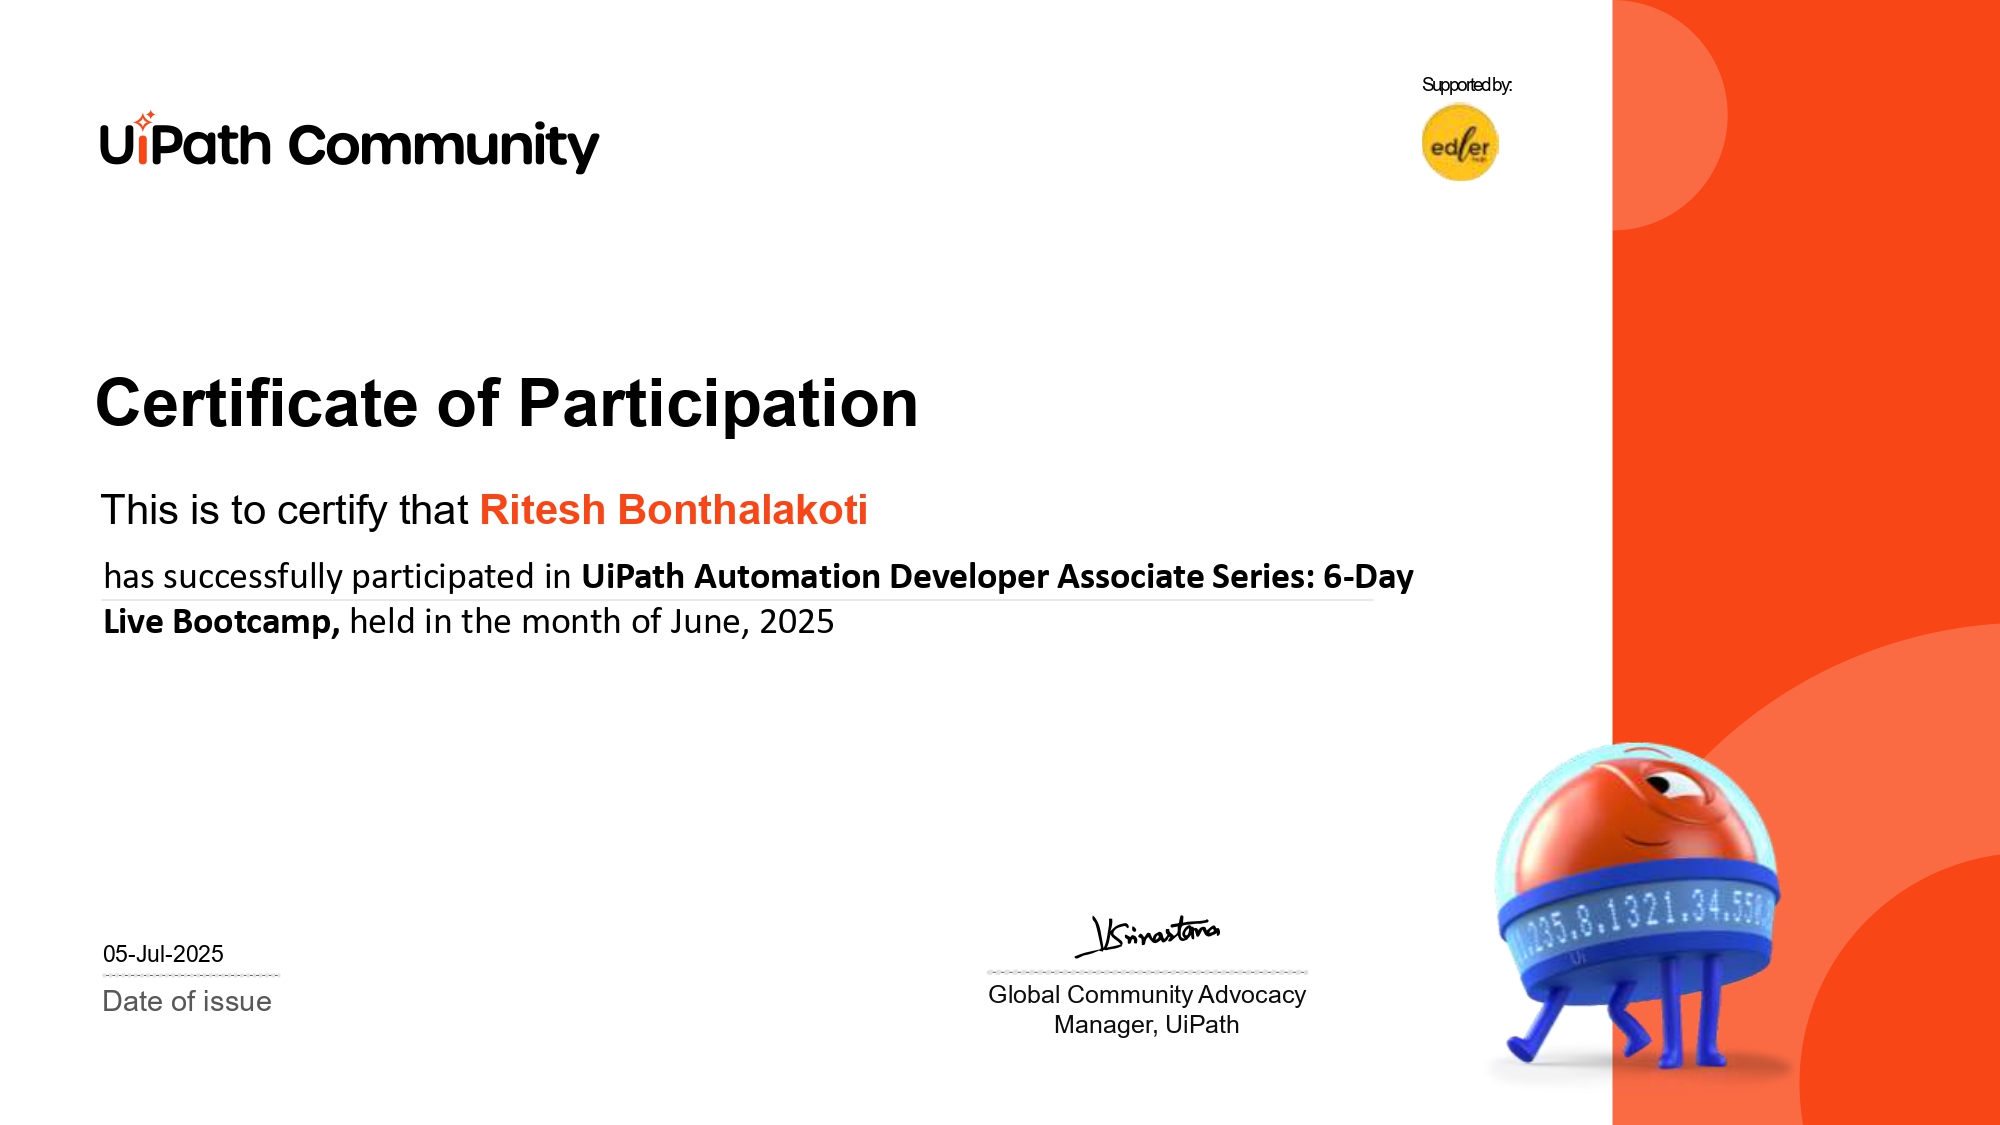 Supported by:
UiPath Community
edler
Certificate of Participation
This is to certify that Ritesh Bonthalakoti
has successfully participated in UiPath Automation Developer Associate Series: 6-Day
Live Bootcamp, held in the month of June, 2025
05-Jul-2025
Date of issue
Global Community Advocacy
Manager, UiPath
235.8.1321.34.55